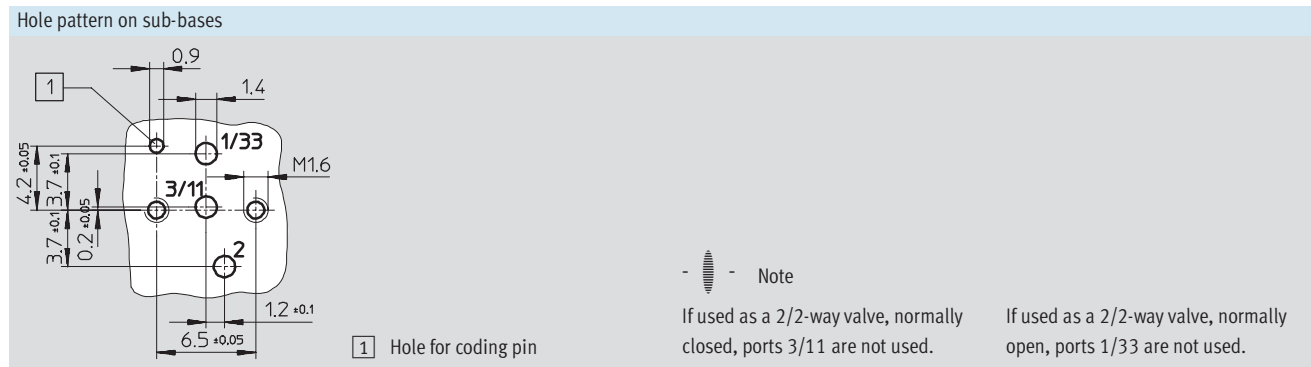 Hole pattern on sub-bases
0.9
1
1.4
1/33
M1.6
4.2 ±0.05
3.7 ±0.1
3/11
3.7 ±0.1
0.2 ±0.05
2
1.2 ±0.1
6.5 ±0.05
1 Hole for coding pin
- - Note
If used as a 2/2-way valve, normally
closed, ports 3/11 are not used.
If used as a 2/2-way valve, normally
open, ports 1/33 are not used.